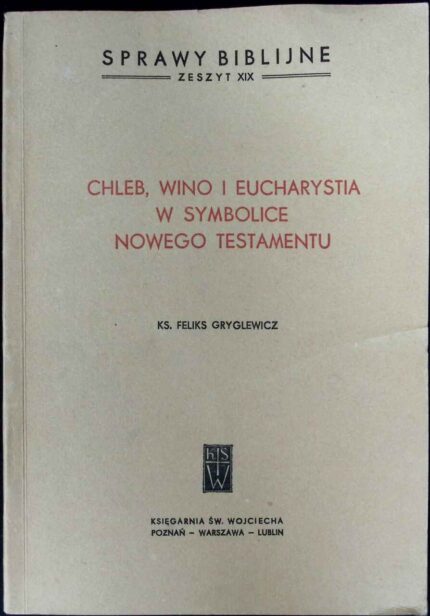 SPRAWY BIBLIJNE
ZESZYT XIX
CHLEB, WINO I EUCHARYSTIA
W SYMBOLICE
NOWEGO TESTAMENTU
KS. FELIKS GRYGLEWICZ
KS
W
KSIĘGARNIA ŚW. WOJCIECHA
POZNAŃ – WARSZAWA – LUBLIN